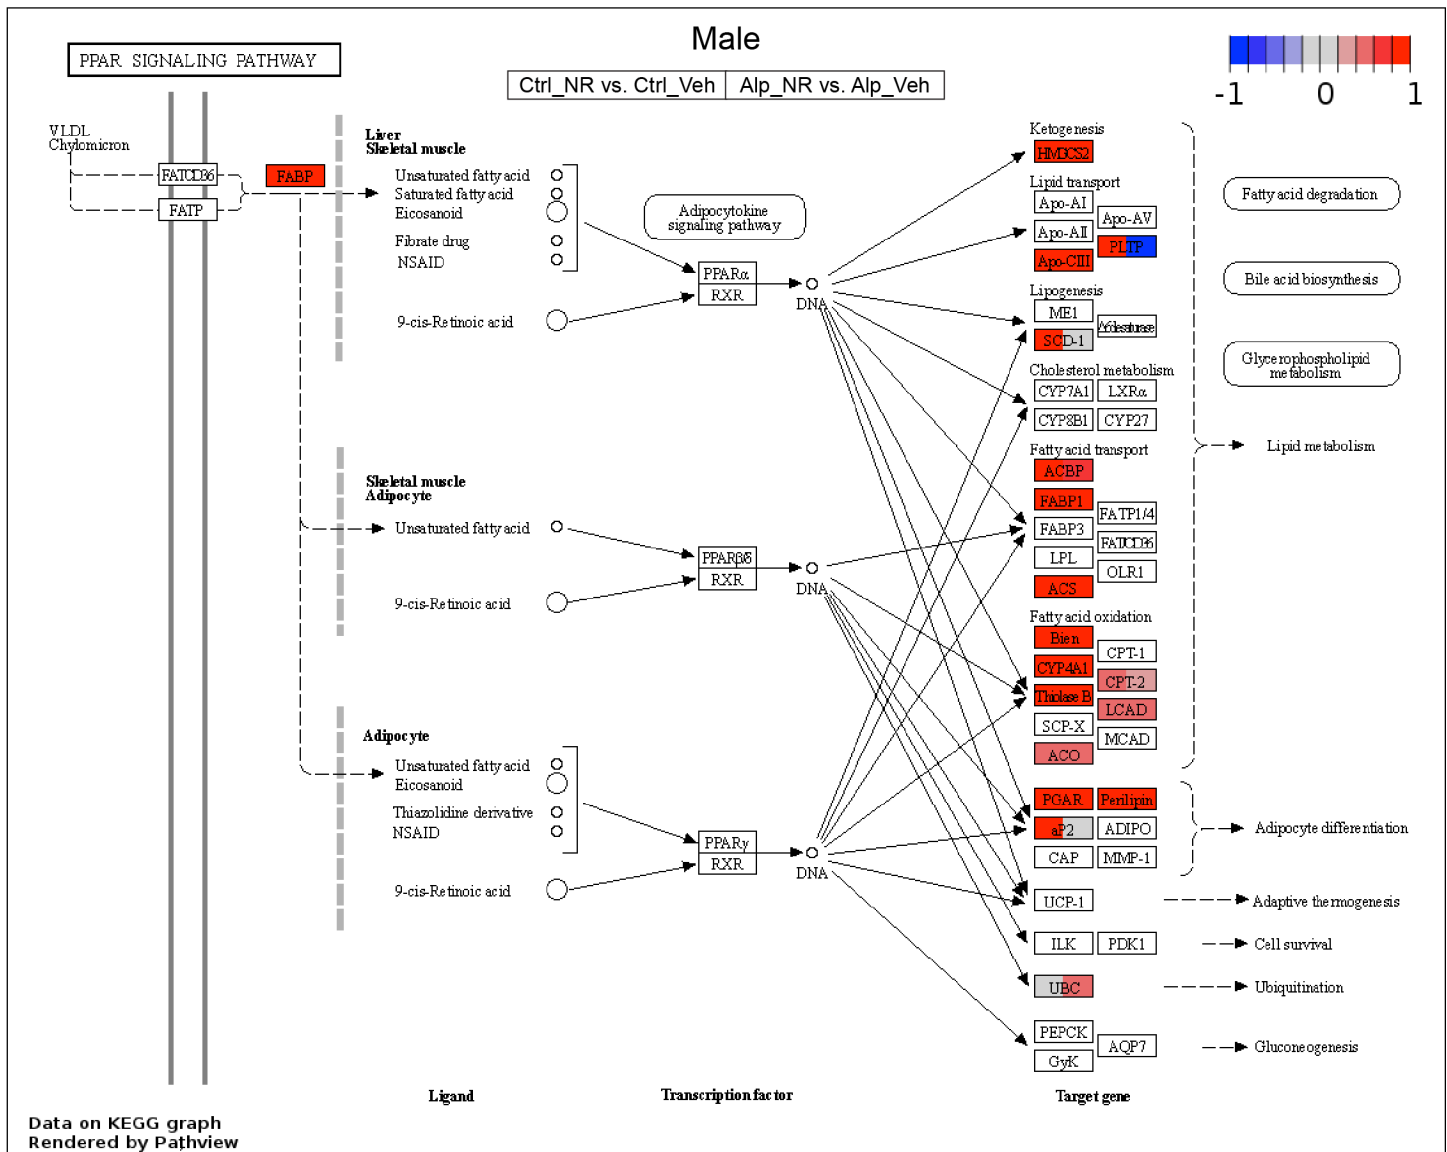 Male
PPAR SIGNALING PATHWAY
Ctrl_NR vs. Ctrl_Veh
Alp_NR vs. Alp_Veh
-1 0 1
VLDL
Chylomicron
FATCD36
FATP
FABP
Liver
Skeletal muscle
Unsaturated fatty acid
Saturated fatty acid
Eicosanoid
Fibrate drug
NSAID
9-cis-Retinoic acid
Adipocytokine
signaling pathway
PPARα
RXR
DNA
Skeletal muscle
Adipocyte
Unsaturated fatty acid
9-cis-Retinoic acid
PPARβ/δ
RXR
DNA
Adipocyte
Unsaturated fatty acid
Eicosanoid
Thiazolidine derivative
NSAID
9-cis-Retinoic acid
PPARγ
RXR
DNA
Ketogenesis
HMGCS2
Lipid transport
Apo-AI
Apo-AV
Apo-AII
PLTP
Apo-CIII
Lipogenesis
ME1
Δ6desaturase
SCD-1
Cholesterol metabolism
CYP7A1 LXRα
CYP8B1 CYP27
Fatty acid transport
ACBP
FABP1
FATP1/4
FABP3
FATCD36
LPL
OLR1
ACS
Fatty acid oxidation
Bien
CPT-1
CYP4A1
CPT-2
Thiolase B
LCAD
SCP-X
MCAD
ACO
PGAR Perilipin
aP2 ADIPO
CAP MMP-1
UCP-1
ILK PDK1
UBC
PEPCK
AQP7
GyK
Fatty acid degradation
Bile acid biosynthesis
Glycerophospholipid
metabolism
Lipid metabolism
Adipocyte differentiation
Adaptive thermogenesis
Cell survival
Ubiquitination
Gluconeogenesis
Ligand
Transcription factor
Target gene
Data on KEGG graph
Rendered by Pathview